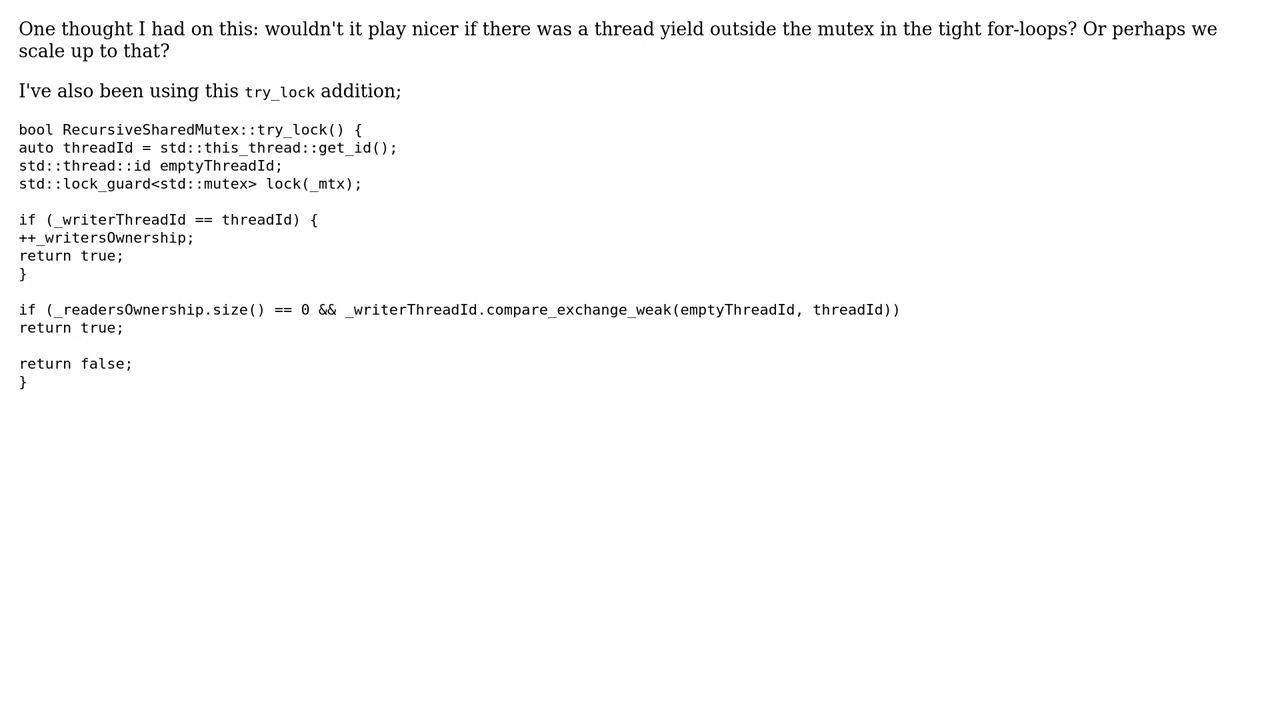 One thought I had on this: wouldn't it play nicer if there was a thread yield outside the mutex in the tight for-loops? Or perhaps we
scale up to that?
I've also been using this try_lock addition;
bool RecursiveSharedMutex::try_lock() {
auto threadId = std::this_thread::get_id();
std::thread::id emptyThreadId;
std::lock_guard<std::mutex> lock(_mtx);
if (_writerThreadId == threadId) {
++_writersOwnership;
return true;
}
if (_readersOwnership.size() == 0 && _writerThreadId.compare_exchange_weak(emptyThreadId, threadId))
return true;
return false;
}